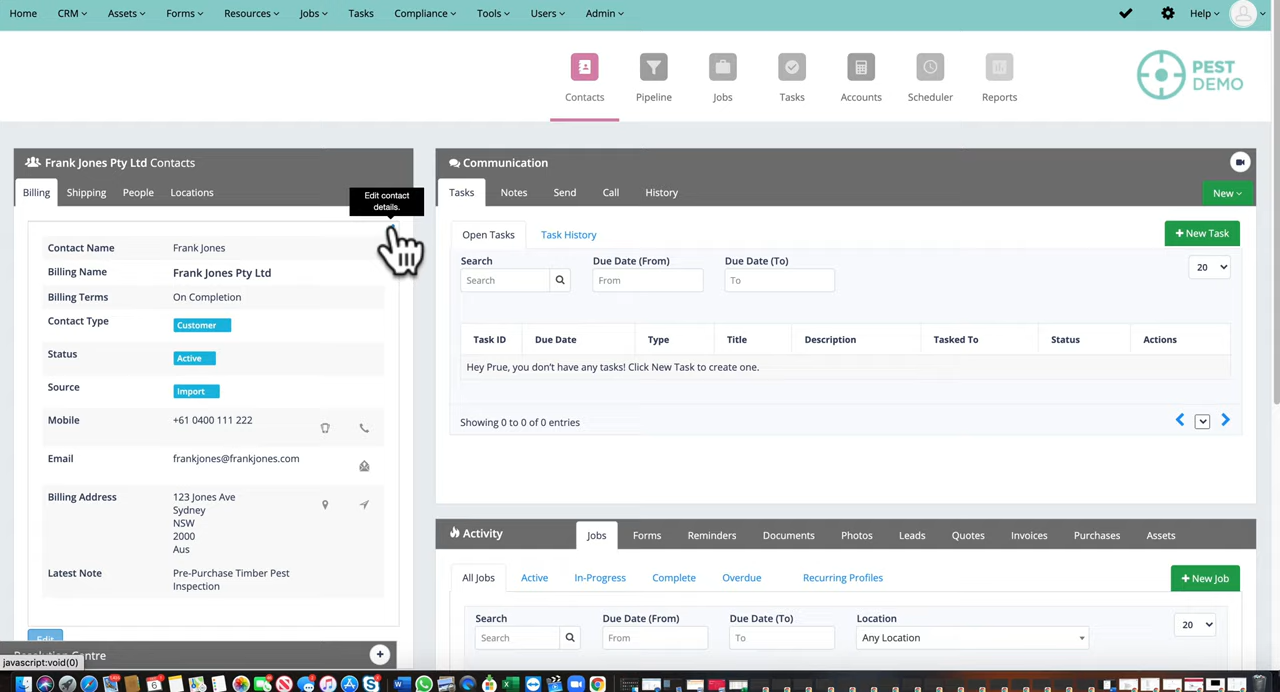 Home CRM Assets Forms Resources Jobs Tasks Compliance Tools Users Admin Help
Contacts Pipeline Jobs Tasks Accounts Scheduler Reports
PEST
DEMO
Frank Jones Pty Ltd Contacts
Billing Shipping People Locations
Edit contact
details.
Contact Name Frank Jones
Billing Name Frank Jones Pty Ltd
Billing Terms On Completion
Contact Type Customer
Status Active
Source Import
Mobile +61 0400 111 222
Email frankjones@frankjones.com
Billing Address 123 Jones Ave
Sydney
NSW
2000
Aus
Latest Note Pre-Purchase Timber Pest
Inspection
Edit
Resolution Centre
javascript:void(0)
Communication
Tasks Notes Send Call History
New
Open Tasks Task History
+ New Task
Search Due Date (From) Due Date (To)
Search From To 20
Task ID Due Date Type Title Description Tasked To Status Actions
Hey Prue, you don't have any tasks! Click New Task to create one.
Showing 0 to 0 of 0 entries
Activity Jobs Forms Reminders Documents Photos Leads Quotes Invoices Purchases Assets
All Jobs Active In-Progress Complete Overdue Recurring Profiles
+ New Job
Search Due Date (From) Due Date (To) Location
Search From To Any Location 20